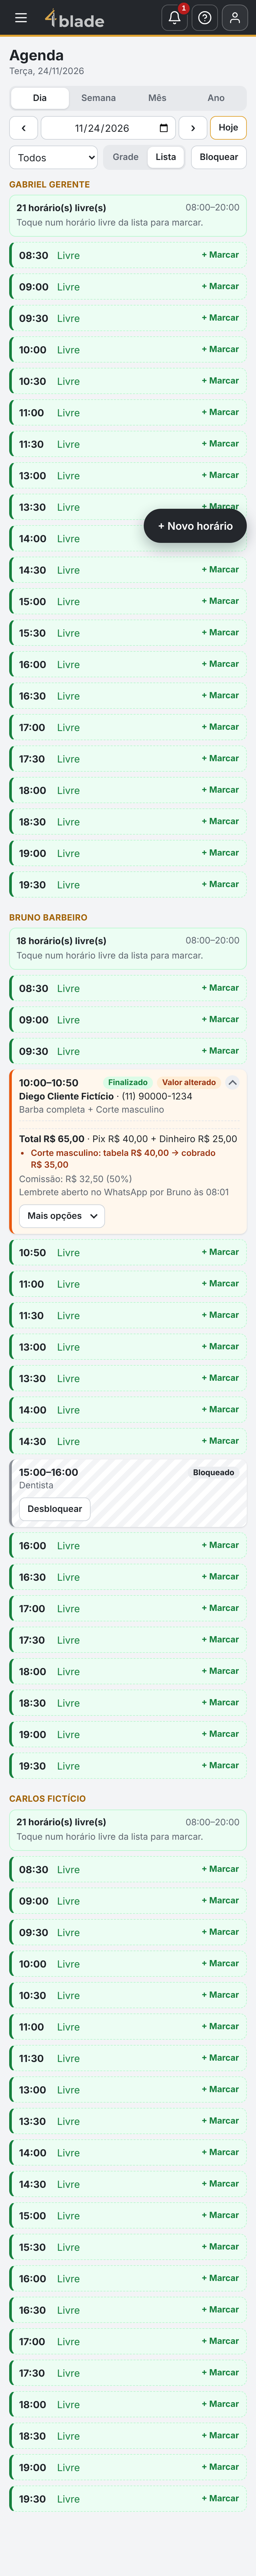 4blade
1
Agenda
Terça, 24/11/2026
Dia Semana Mês Ano
11/24/2026 Hoje
Todos Grade Lista Bloquear
GABRIEL GERENTE
21 horário(s) livre(s) 08:00–20:00
Toque num horário livre da lista para marcar.
08:30 Livre + Marcar
09:00 Livre + Marcar
09:30 Livre + Marcar
10:00 Livre + Marcar
10:30 Livre + Marcar
11:00 Livre + Marcar
11:30 Livre + Marcar
13:00 Livre + Marcar
13:30 Livre + Marcar
+ Novo horário
14:00 Livre
14:30 Livre + Marcar
15:00 Livre + Marcar
15:30 Livre + Marcar
16:00 Livre + Marcar
16:30 Livre + Marcar
17:00 Livre + Marcar
17:30 Livre + Marcar
18:00 Livre + Marcar
18:30 Livre + Marcar
19:00 Livre + Marcar
19:30 Livre + Marcar
BRUNO BARBEIRO
18 horário(s) livre(s) 08:00–20:00
Toque num horário livre da lista para marcar.
08:30 Livre + Marcar
09:00 Livre + Marcar
09:30 Livre + Marcar
10:00–10:50 Finalizado Valor alterado
Diego Cliente Fictício · (11) 90000-1234
Barba completa + Corte masculino
Total R$ 65,00 · Pix R$ 40,00 + Dinheiro R$ 25,00
• Corte masculino: tabela R$ 40,00 → cobrado
R$ 35,00
Comissão: R$ 32,50 (50%)
Lembrete aberto no WhatsApp por Bruno às 08:01
Mais opções
10:50 Livre + Marcar
11:00 Livre + Marcar
11:30 Livre + Marcar
13:00 Livre + Marcar
13:30 Livre + Marcar
14:00 Livre + Marcar
14:30 Livre + Marcar
15:00–16:00 Bloqueado
Dentista
Desbloquear
16:00 Livre + Marcar
16:30 Livre + Marcar
17:00 Livre + Marcar
17:30 Livre + Marcar
18:00 Livre + Marcar
18:30 Livre + Marcar
19:00 Livre + Marcar
19:30 Livre + Marcar
CARLOS FICTÍCIO
21 horário(s) livre(s) 08:00–20:00
Toque num horário livre da lista para marcar.
08:30 Livre + Marcar
09:00 Livre + Marcar
09:30 Livre + Marcar
10:00 Livre + Marcar
10:30 Livre + Marcar
11:00 Livre + Marcar
11:30 Livre + Marcar
13:00 Livre + Marcar
13:30 Livre + Marcar
14:00 Livre + Marcar
14:30 Livre + Marcar
15:00 Livre + Marcar
15:30 Livre + Marcar
16:00 Livre + Marcar
16:30 Livre + Marcar
17:00 Livre + Marcar
17:30 Livre + Marcar
18:00 Livre + Marcar
18:30 Livre + Marcar
19:00 Livre + Marcar
19:30 Livre + Marcar